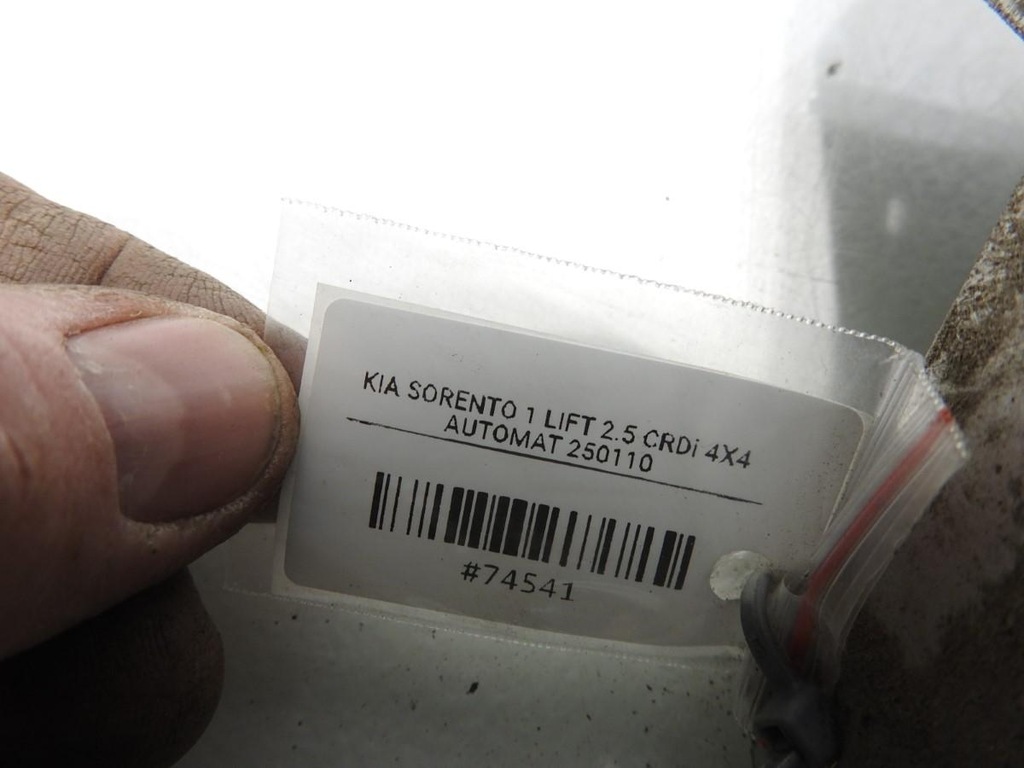 KIA SORENTO 1 LIFT 2.5 CRDi 4X4
AUTOMAT 250110
#74541